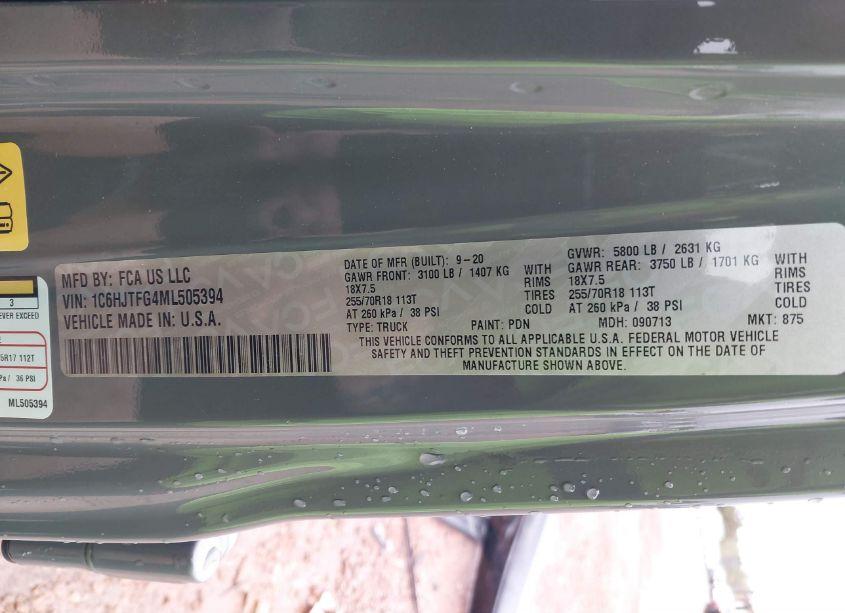 MFD BY: FCA US LLC
VIN: 1C6HJTFG4ML505394
VEHICLE MADE IN: U.S.A.
DATE OF MFR (BUILT): 9-20
GAWR FRONT: 3100 LB / 1407 KG WITH
18X7.5 RIMS
255/70R18 113T TIRES
AT 260 kPa / 38 PSI COLD
GVWR: 5800 LB / 2631 KG
GAWR REAR: 3750 LB / 1701 KG WITH
18X7.5 RIMS
255/70R18 113T TIRES
AT 260 kPa / 38 PSI COLD
TYPE: TRUCK PAINT: PDN MDH: 090713 MKT: 875
THIS VEHICLE CONFORMS TO ALL APPLICABLE U.S.A. FEDERAL MOTOR VEHICLE
SAFETY AND THEFT PREVENTION STANDARDS IN EFFECT ON THE DATE OF
MANUFACTURE SHOWN ABOVE.
3
EVER EXCEED
5R17 112T
Pa / 36 PSI
ML505394